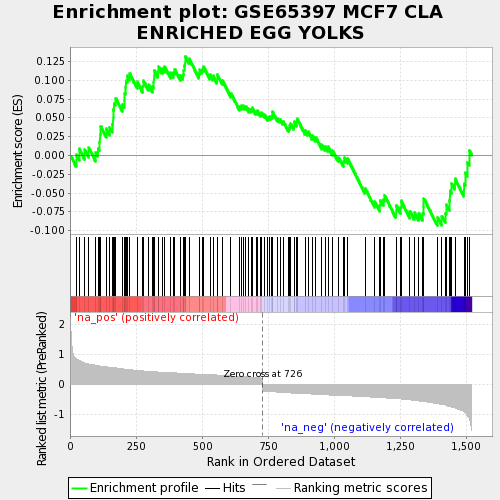 Enrichment plot: GSE65397 MCF7 CLA
ENRICHED EGG YOLKS
Enrichment score (ES)
0.125
0.100
0.075
0.050
0.025
0.000
-0.025
-0.050
-0.075
-0.100
Ranked list metric (PreRanked)
2
1
0
-1
'na_pos' (positively correlated)
Zero cross at 726
'na_neg' (negatively correlated)
0
250
500
750
1,000
1,250
1,500
Rank in Ordered Dataset
Enrichment profile
Hits
Ranking metric scores